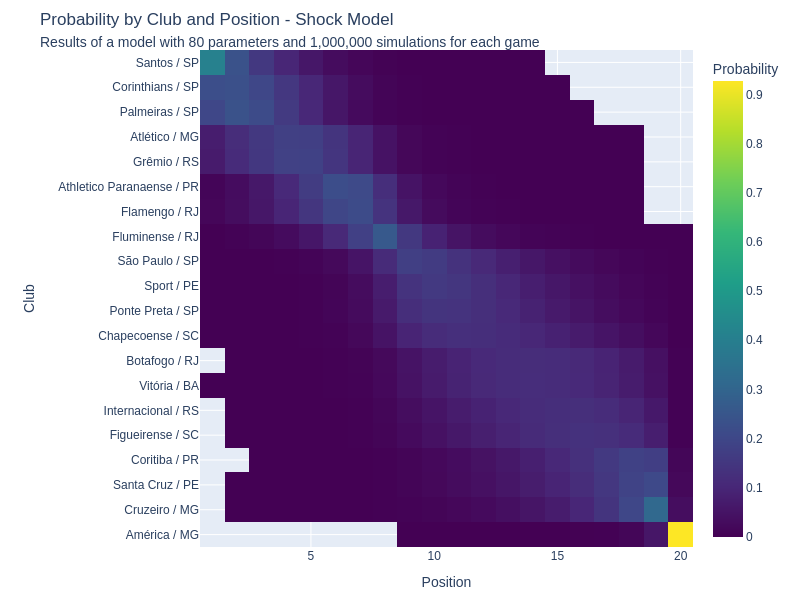 Probability by Club and Position - Shock Model
Results of a model with 80 parameters and 1,000,000 simulations for each game
Probability
Club
Santos / SP
Corinthians / SP
Palmeiras / SP
Atlético / MG
Grêmio / RS
Athletico Paranaense / PR
Flamengo / RJ
Fluminense / RJ
São Paulo / SP
Sport / PE
Ponte Preta / SP
Chapecoense / SC
Botafogo / RJ
Vitória / BA
Internacional / RS
Figueirense / SC
Coritiba / PR
Santa Cruz / PE
Cruzeiro / MG
América / MG
5 10 15 20
Position
0.9
0.8
0.7
0.6
0.5
0.4
0.3
0.2
0.1
0